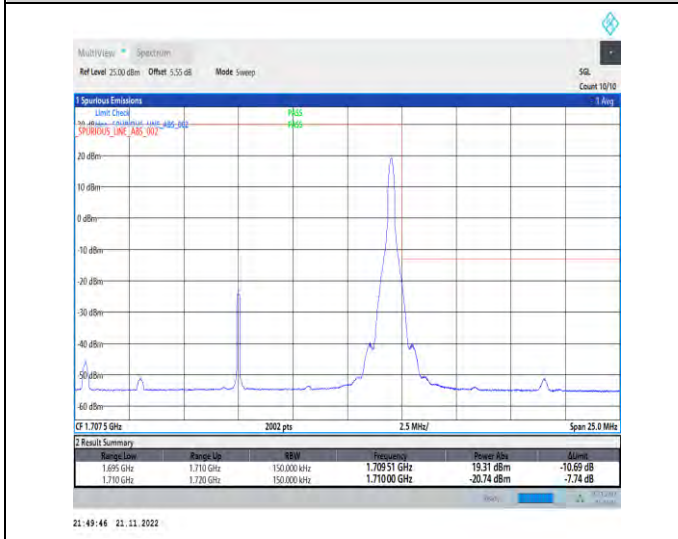 MultiView Spectrum
Ref Level 25.00 dBm Offset 5.55 dB Mode Sweep SGL
Count 10/10
1 Spurious Emissions 1 Avg
Limit Check PASS
SPURIOUS_LINE_ABS_002 PASS
_SPURIOUS_LINE_ABS_002
20 dBm
10 dBm
0 dBm
-10 dBm
-20 dBm
-30 dBm
-40 dBm
-50 dBm
-60 dBm
CF 1.707 5 GHz 2002 pts 2.5 MHz/ Span 25.0 MHz
2 Result Summary
Range Low Range Up RBW Frequency Power Abs ΔLimit
1.695 GHz 1.710 GHz 150.000 kHz 1.709 51 GHz 19.31 dBm -10.69 dB
1.710 GHz 1.720 GHz 150.000 kHz 1.710 00 GHz -20.74 dBm -7.74 dB
21:49:46 21.11.2022